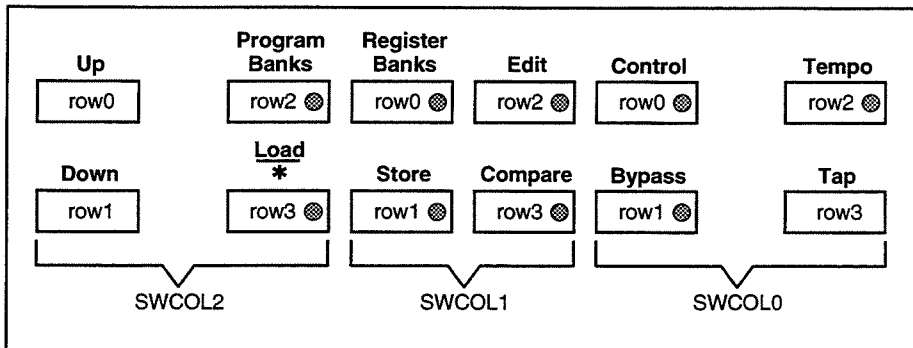 Program Register
Up Banks Banks Edit Control Tempo
row0 row2 row0 row2 row0 row2
Load
Down * Store Compare Bypass Tap
row1 row3 row1 row3 row1 row3
SWCOL2 SWCOL1 SWCOL0